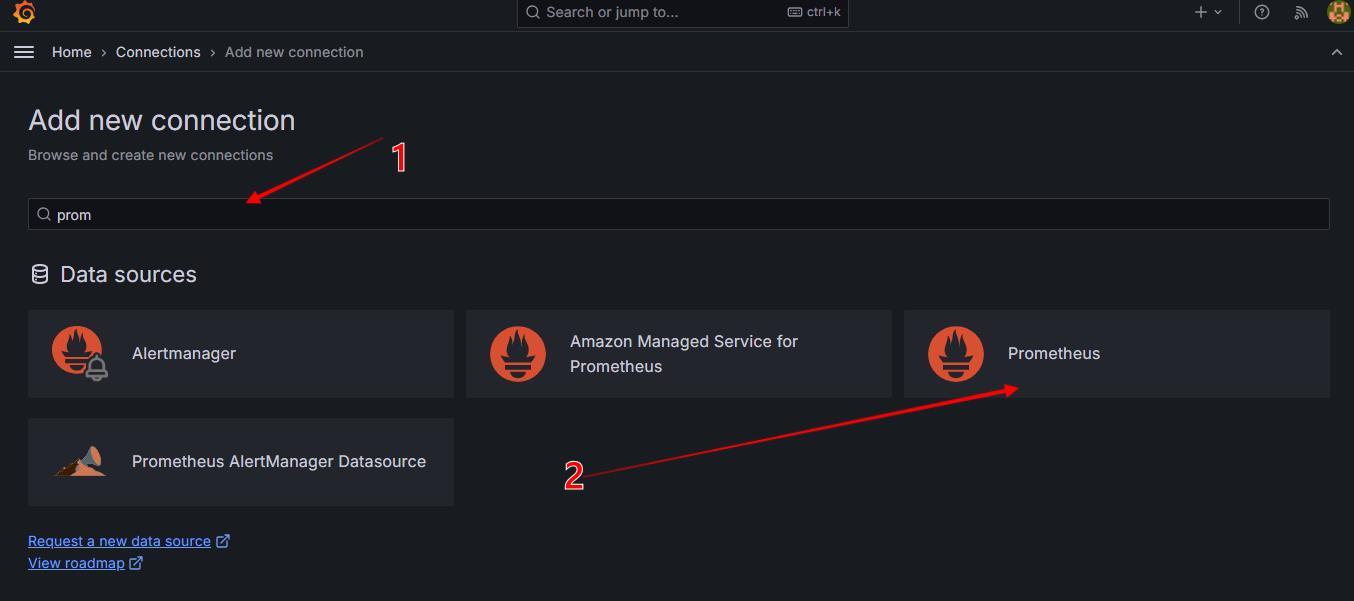 Search or jump to... ctrl+k
Home › Connections › Add new connection
Add new connection
1
Browse and create new connections
prom
Data sources
Alertmanager
Amazon Managed Service for
Prometheus
Prometheus
Prometheus AlertManager Datasource
2
Request a new data source
View roadmap